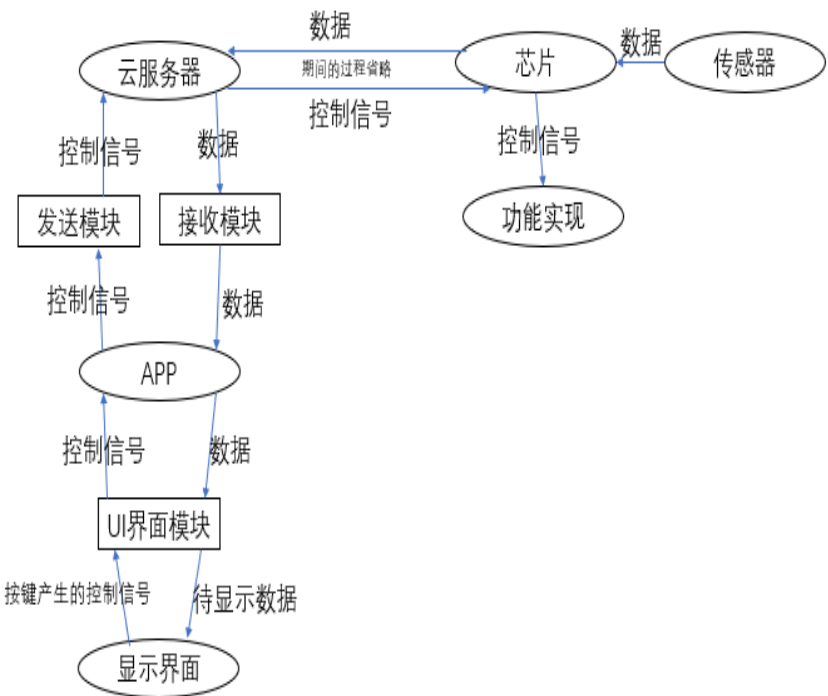 数据
云服务器
期间的过程省略
芯片
数据
传感器
控制信号
控制信号
数据
控制信号
发送模块
接收模块
功能实现
控制信号
数据
APP
控制信号
数据
UI界面模块
按键产生的控制信号
待显示数据
显示界面